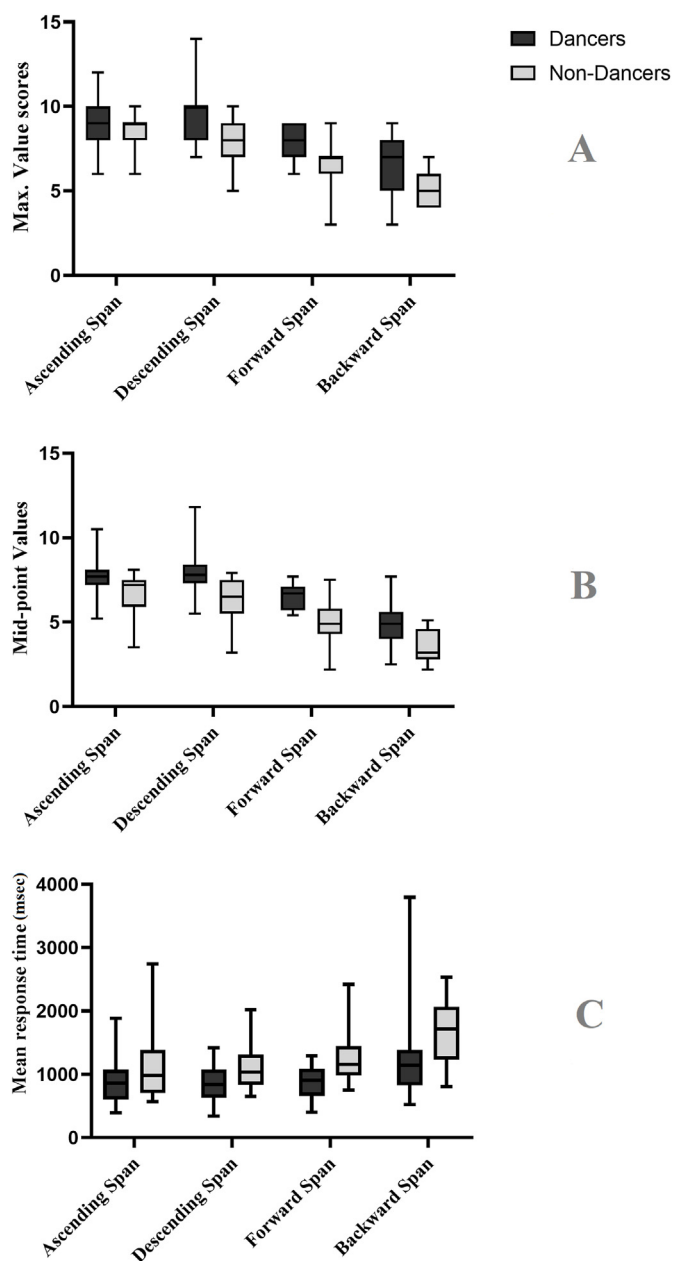 Dancers
Non-Dancers
A
Max. Value scores
15
10
5
0
Ascending Span
Descending Span
Forward Span
Backward Span
B
Mid-point Values
15
10
5
0
Ascending Span
Descending Span
Forward Span
Backward Span
C
Mean response time (msec)
4000
3000
2000
1000
0
Ascending Span
Descending Span
Forward Span
Backward Span